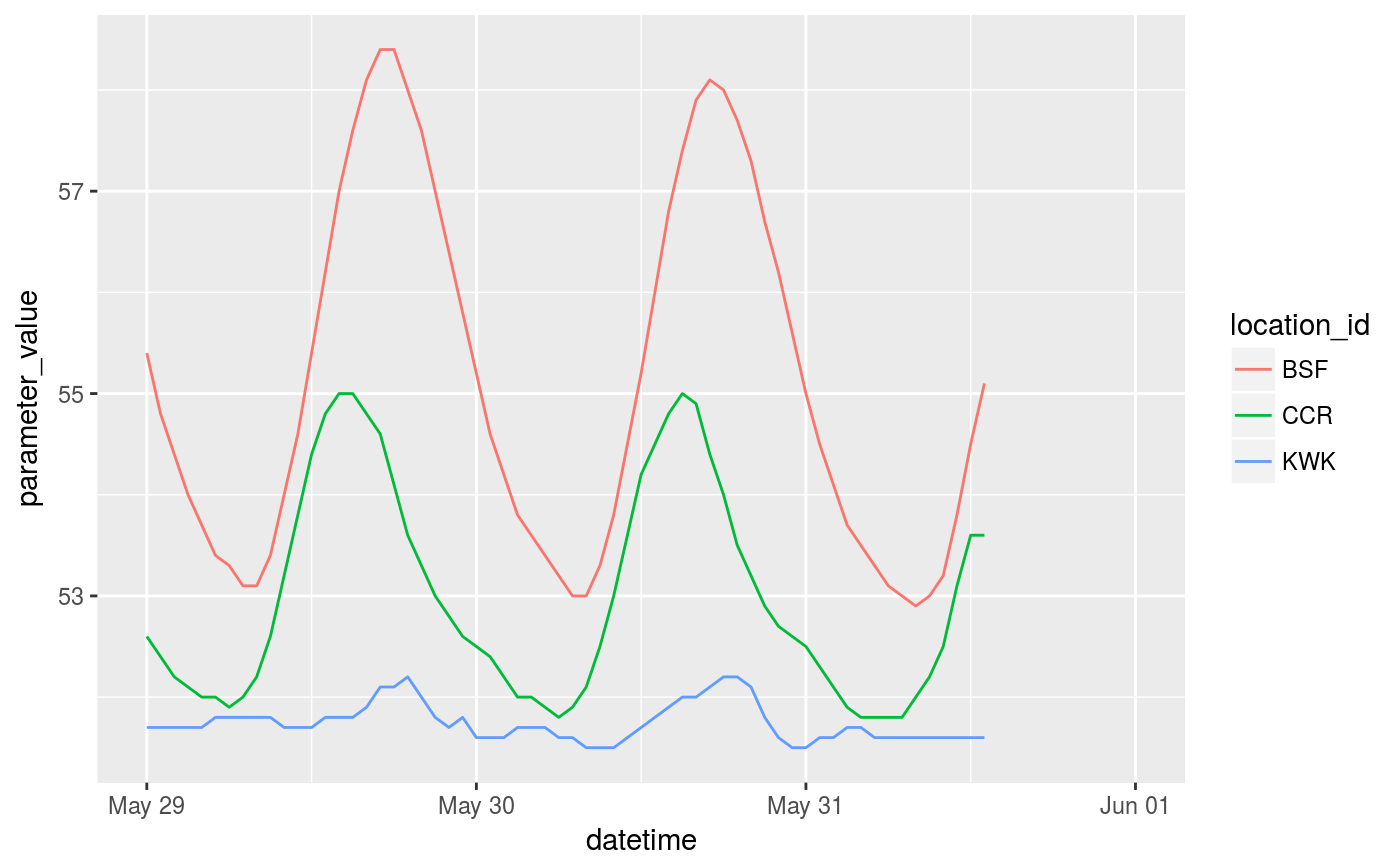 parameter_value
57
55
53
May 29
May 30
May 31
Jun 01
datetime
location_id
BSF
CCR
KWK